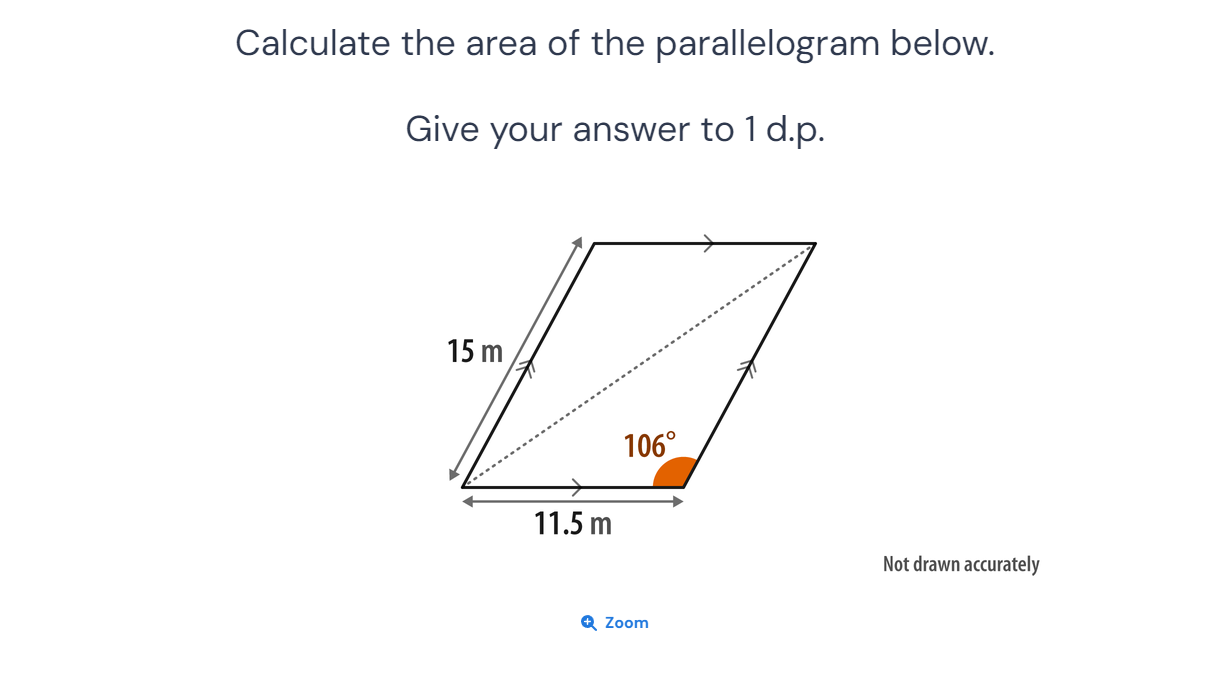 Calculate the area of the parallelogram below.
Give your answer to 1 d.p.
15 m
106°
11.5 m
Not drawn accurately
Zoom